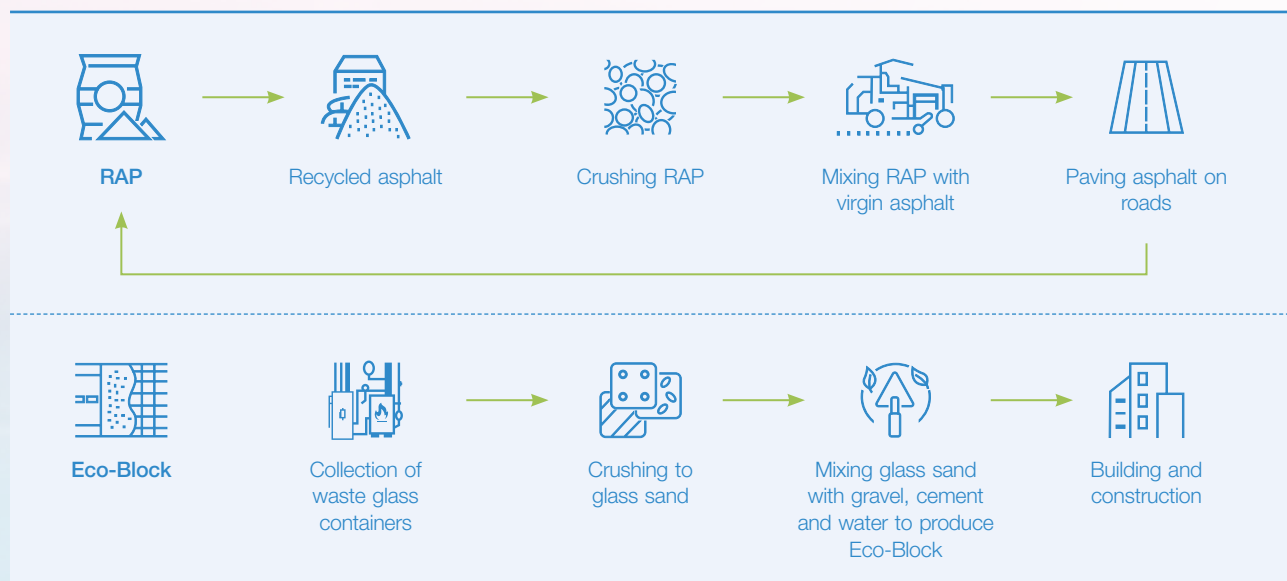 RAP
Recycled asphalt
Crushing RAP
Mixing RAP with
virgin asphalt
Paving asphalt on
roads
Eco-Block
Collection of
waste glass
containers
Crushing to
glass sand
Mixing glass sand
with gravel, cement
and water to produce
Eco-Block
Building and
construction